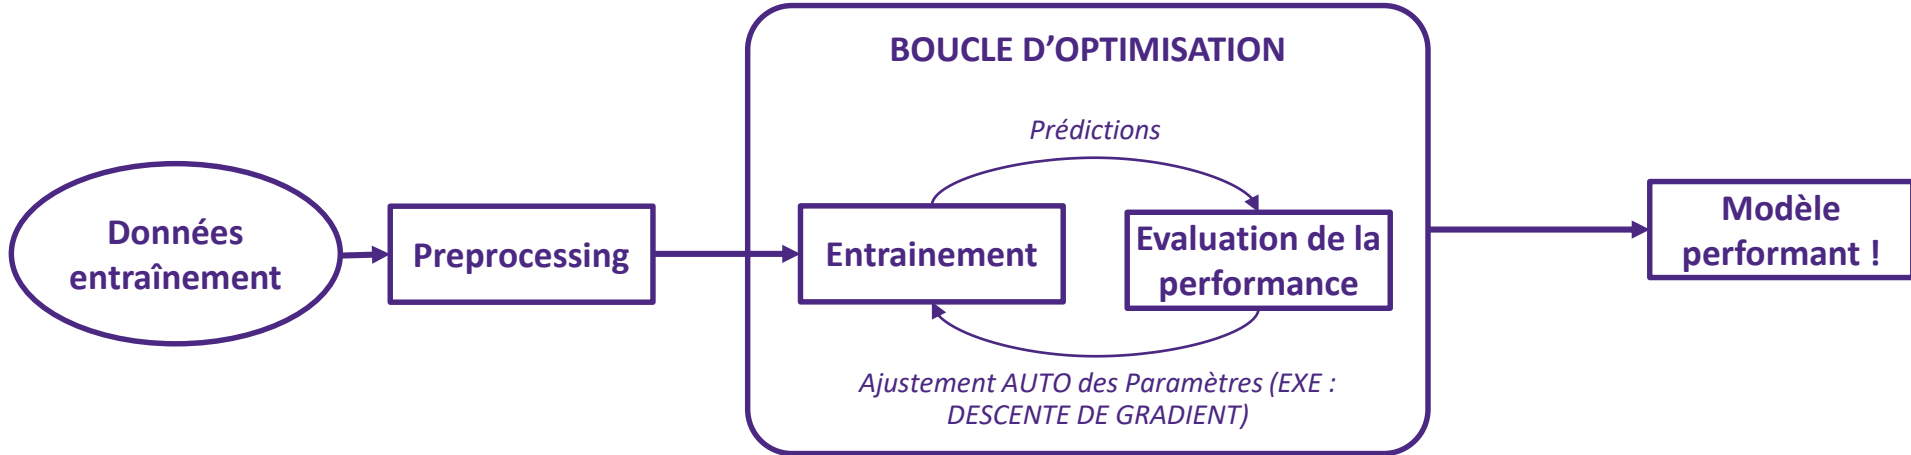 BOUCLE D’OPTIMISATION
Prédictions
Données
entraînement
Preprocessing
Entrainement
Evaluation de la
performance
Modèle
performant !
Ajustement AUTO des Paramètres (EXE :
DESCENTE DE GRADIENT)